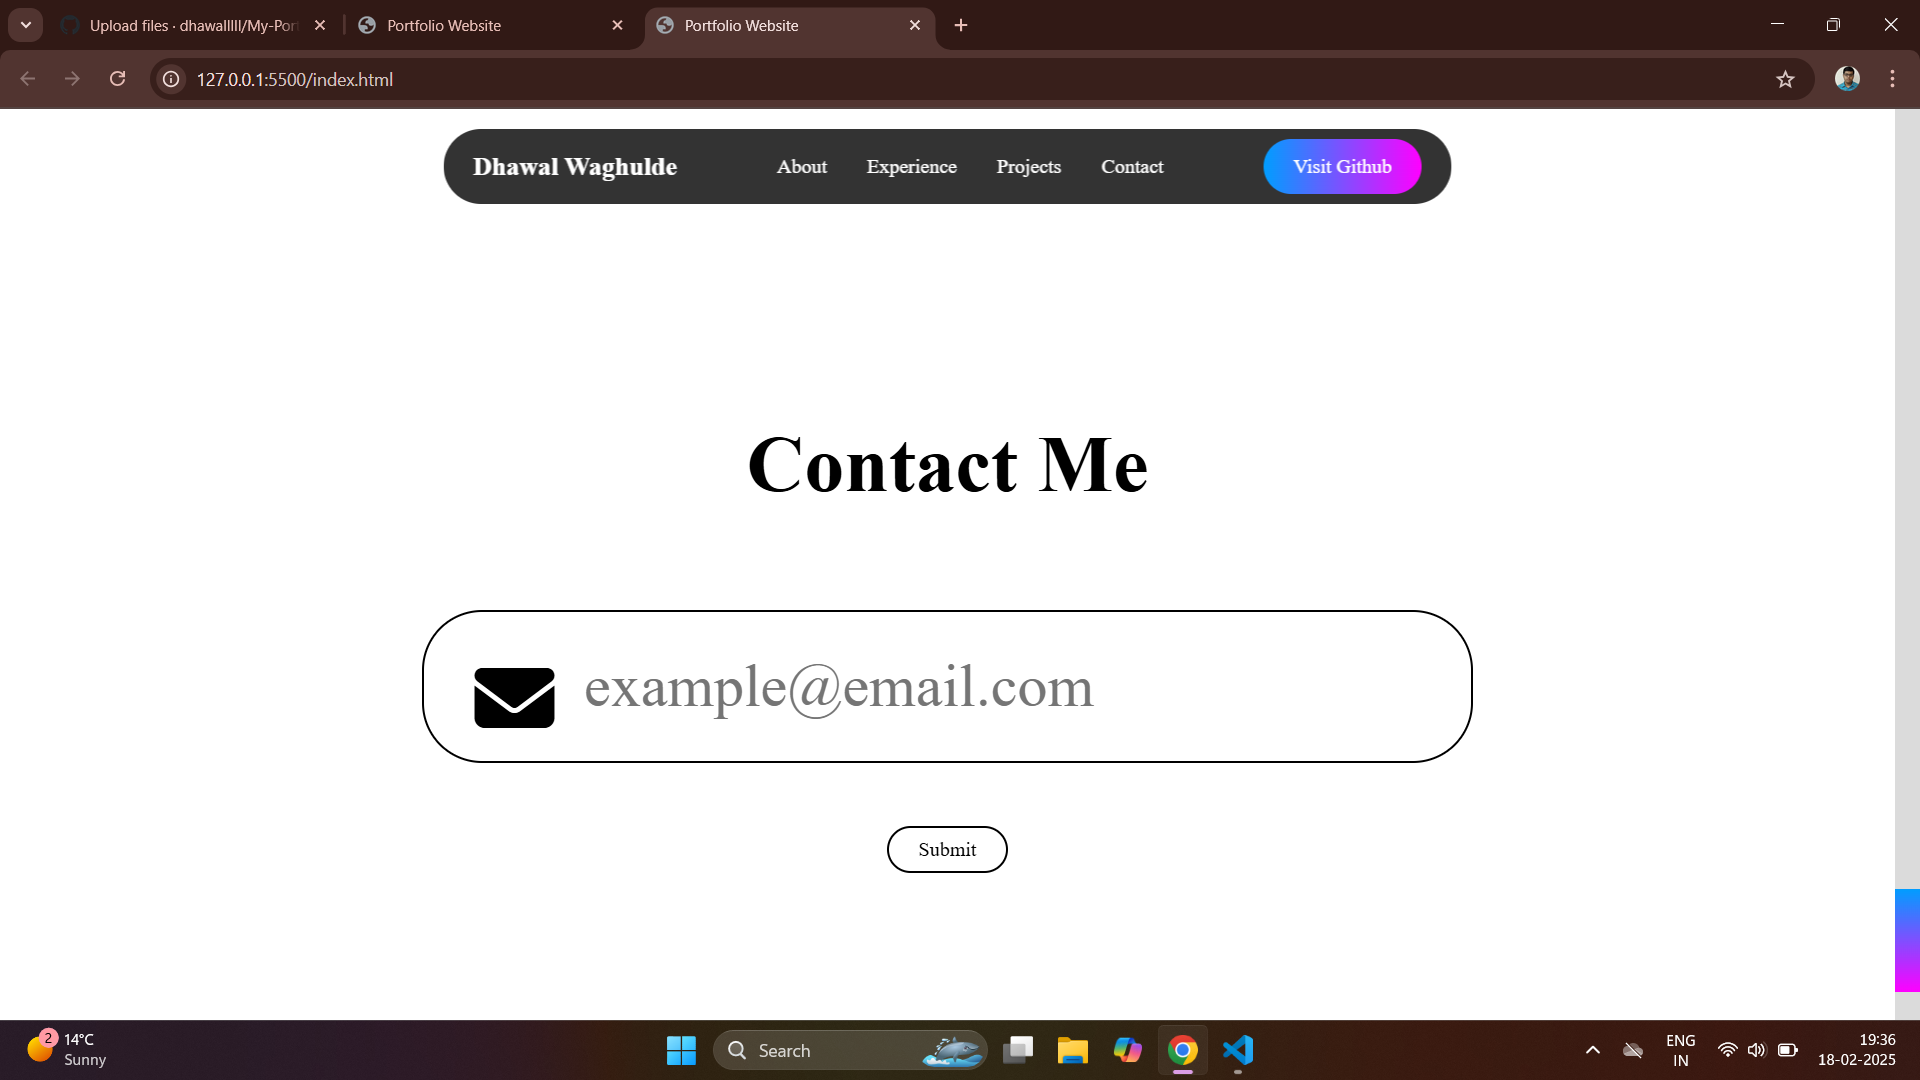 Upload files · dhawalllll/My-Por
Portfolio Website
Portfolio Website
127.0.0.1:5500/index.html
Dhawal Waghulde
About
Experience
Projects
Contact
Visit Github
Contact Me
example@email.com
Submit
2
14°C
Sunny
Search
ENG
IN
19:36
18-02-2025